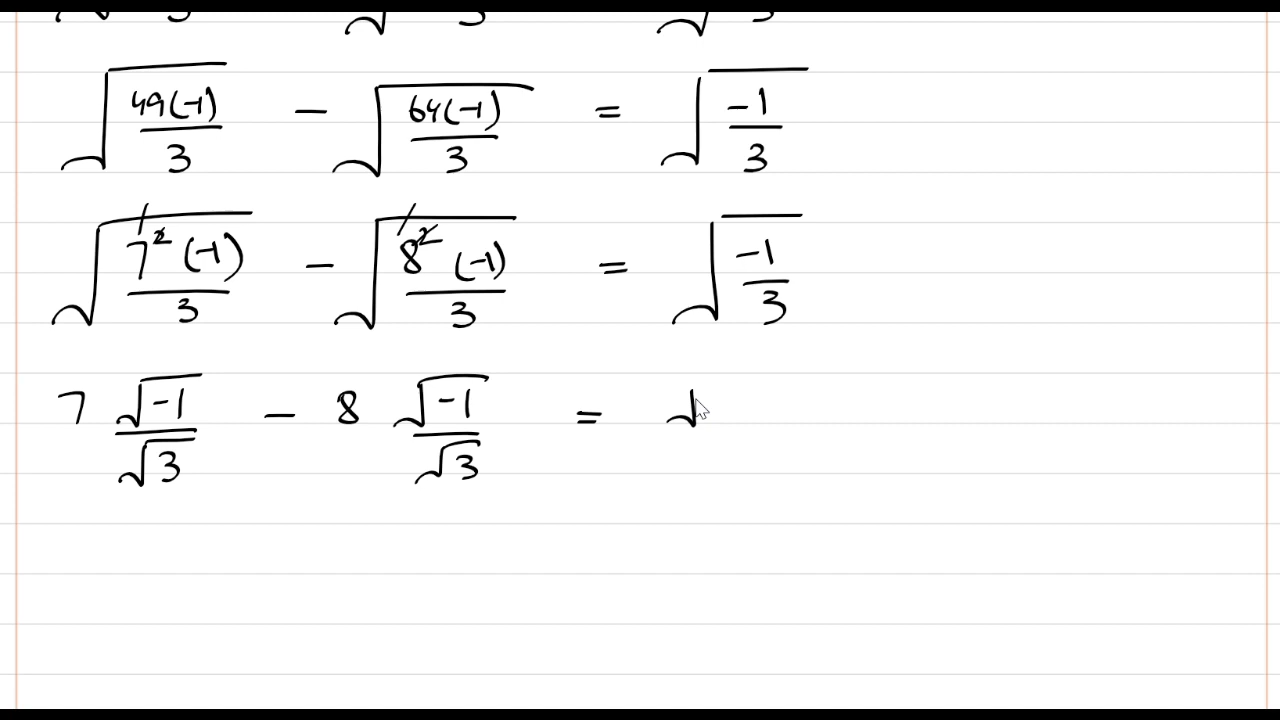 √(49(-1)/3) - √(64(-1)/3) = √(-1/3)
√(7²(-1)/3) - √(8²(-1)/3) = √(-1/3)
7 √-1/√3 - 8 √-1/√3 = √